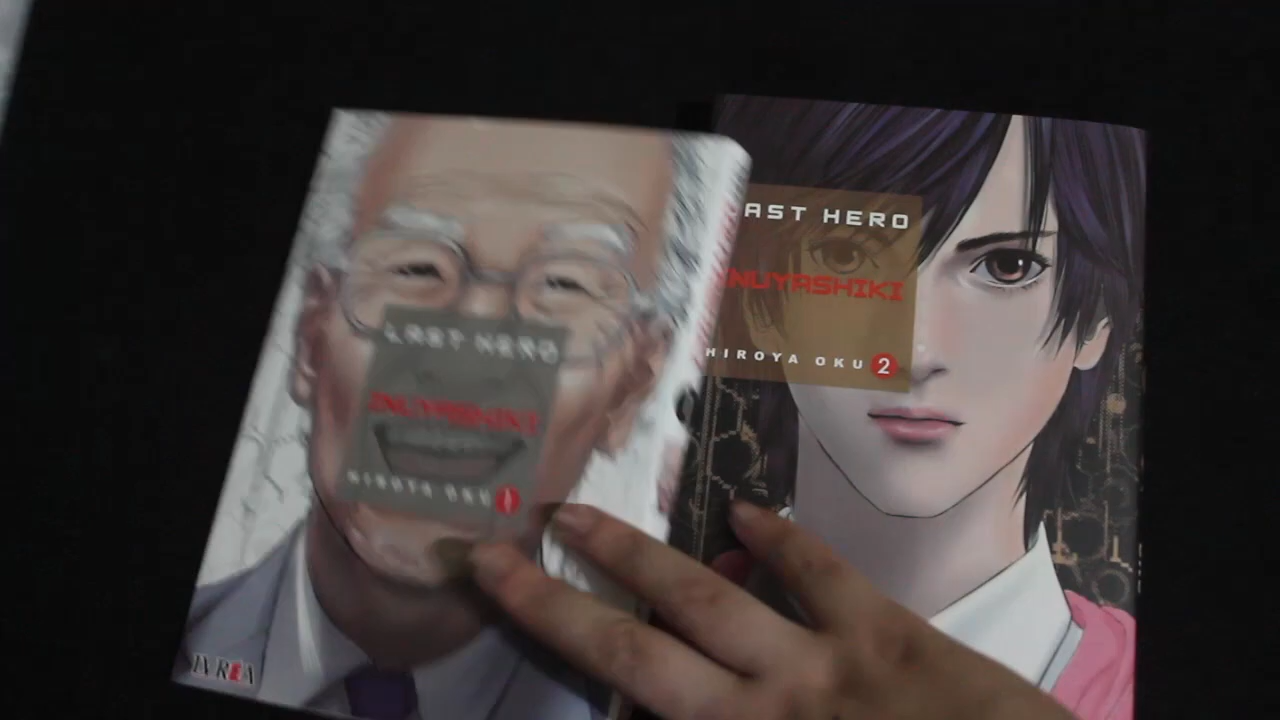 LAST HERO
INUYASHIKI
HIROYA OKU 1
IVREA
AST HERO
INUYASHIKI
HIROYA OKU 2